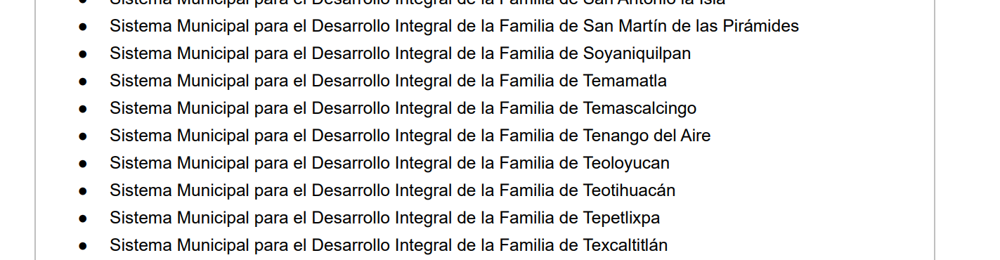 ● Sistema Municipal para el Desarrollo Integral de la Familia de San Antonio la Isla
● Sistema Municipal para el Desarrollo Integral de la Familia de San Martín de las Pirámides
● Sistema Municipal para el Desarrollo Integral de la Familia de Soyaniquilpan
● Sistema Municipal para el Desarrollo Integral de la Familia de Temamatla
● Sistema Municipal para el Desarrollo Integral de la Familia de Temascalcingo
● Sistema Municipal para el Desarrollo Integral de la Familia de Tenango del Aire
● Sistema Municipal para el Desarrollo Integral de la Familia de Teoloyucan
● Sistema Municipal para el Desarrollo Integral de la Familia de Teotihuacán
● Sistema Municipal para el Desarrollo Integral de la Familia de Tepetlixpa
● Sistema Municipal para el Desarrollo Integral de la Familia de Texcaltitlán